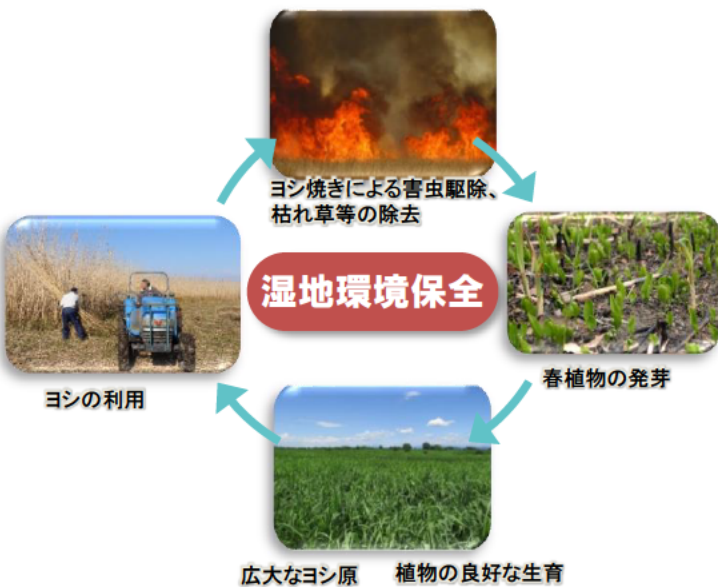 ヨシ焼きによる害虫駆除、
枯れ草等の除去
湿地環境保全
春植物の発芽
ヨシの利用
広大なヨシ原 植物の良好な生育